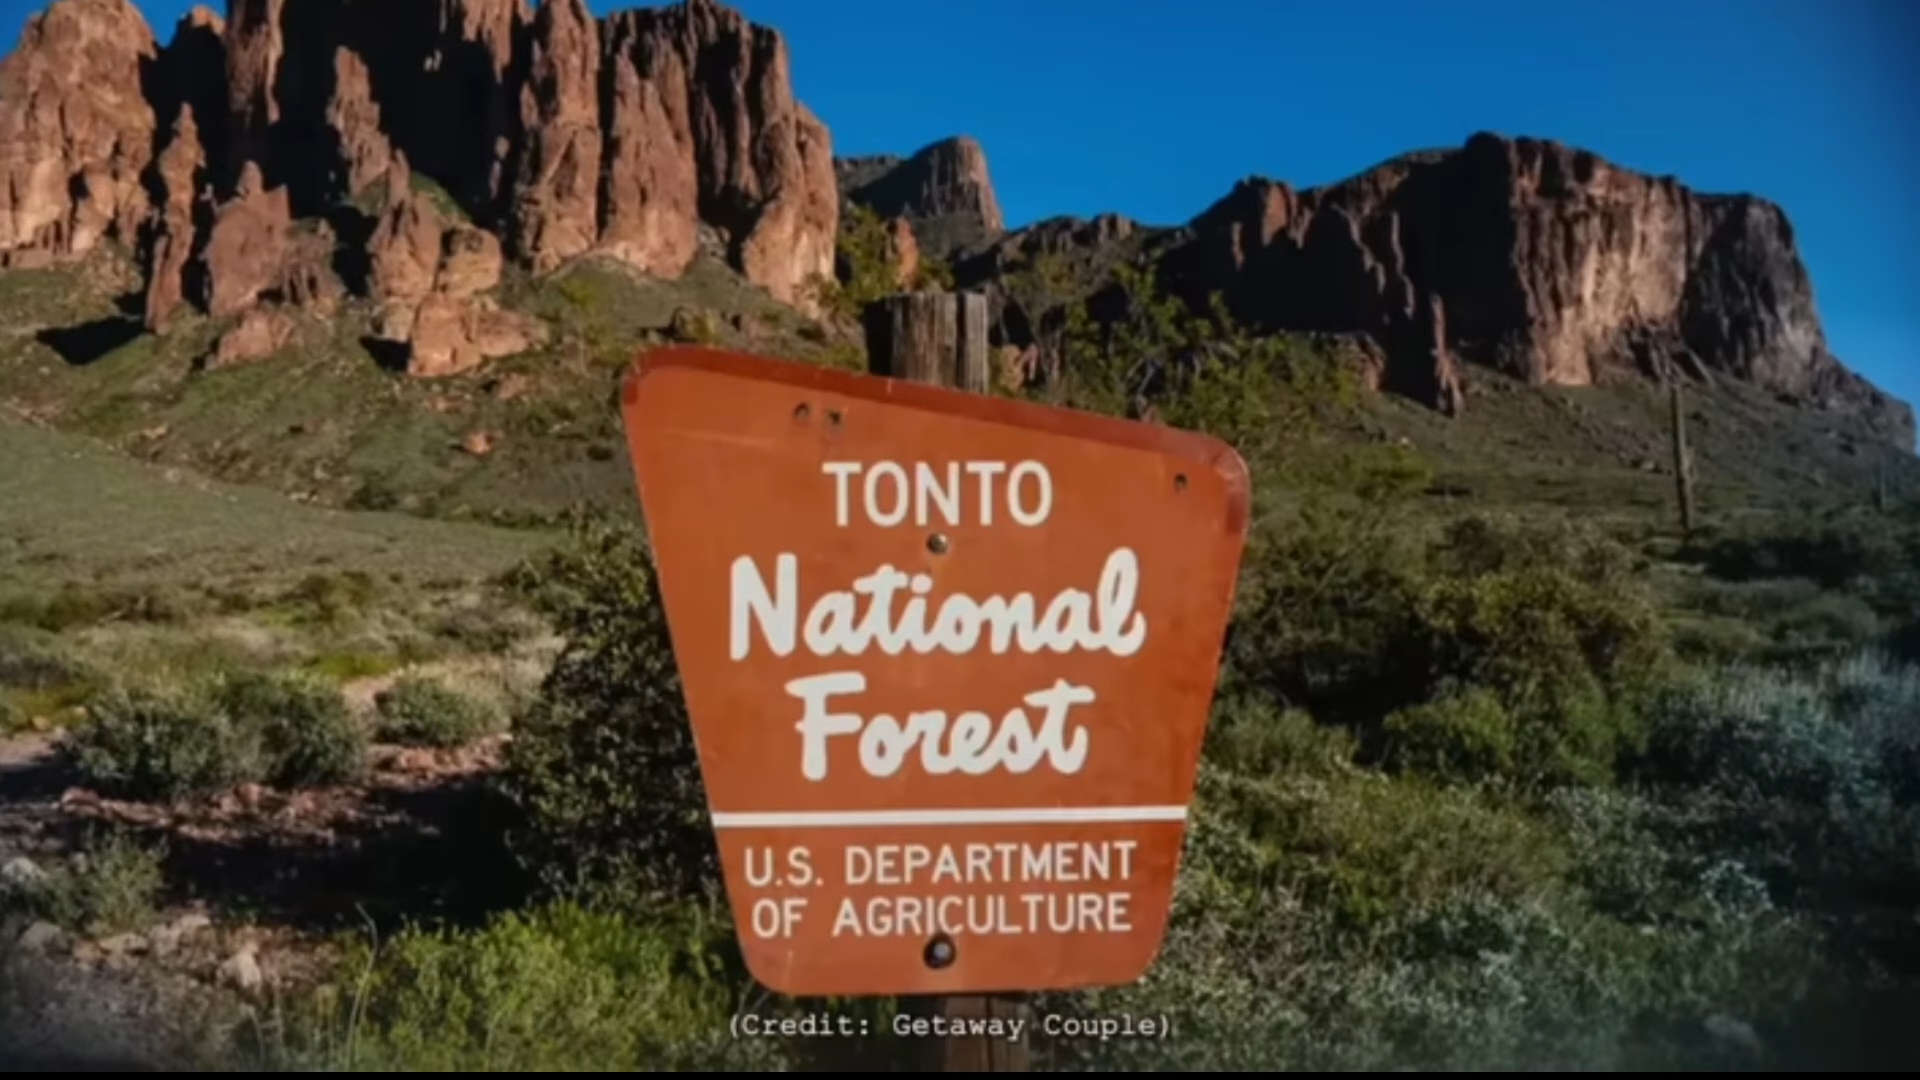 TONTO
National
Forest
U.S. DEPARTMENT
OF AGRICULTURE
(Credit: Getaway Couple)